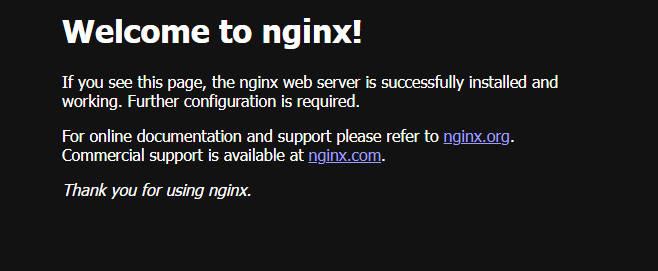 Welcome to nginx!
If you see this page, the nginx web server is successfully installed and
working. Further configuration is required.
For online documentation and support please refer to nginx.org.
Commercial support is available at nginx.com.
Thank you for using nginx.